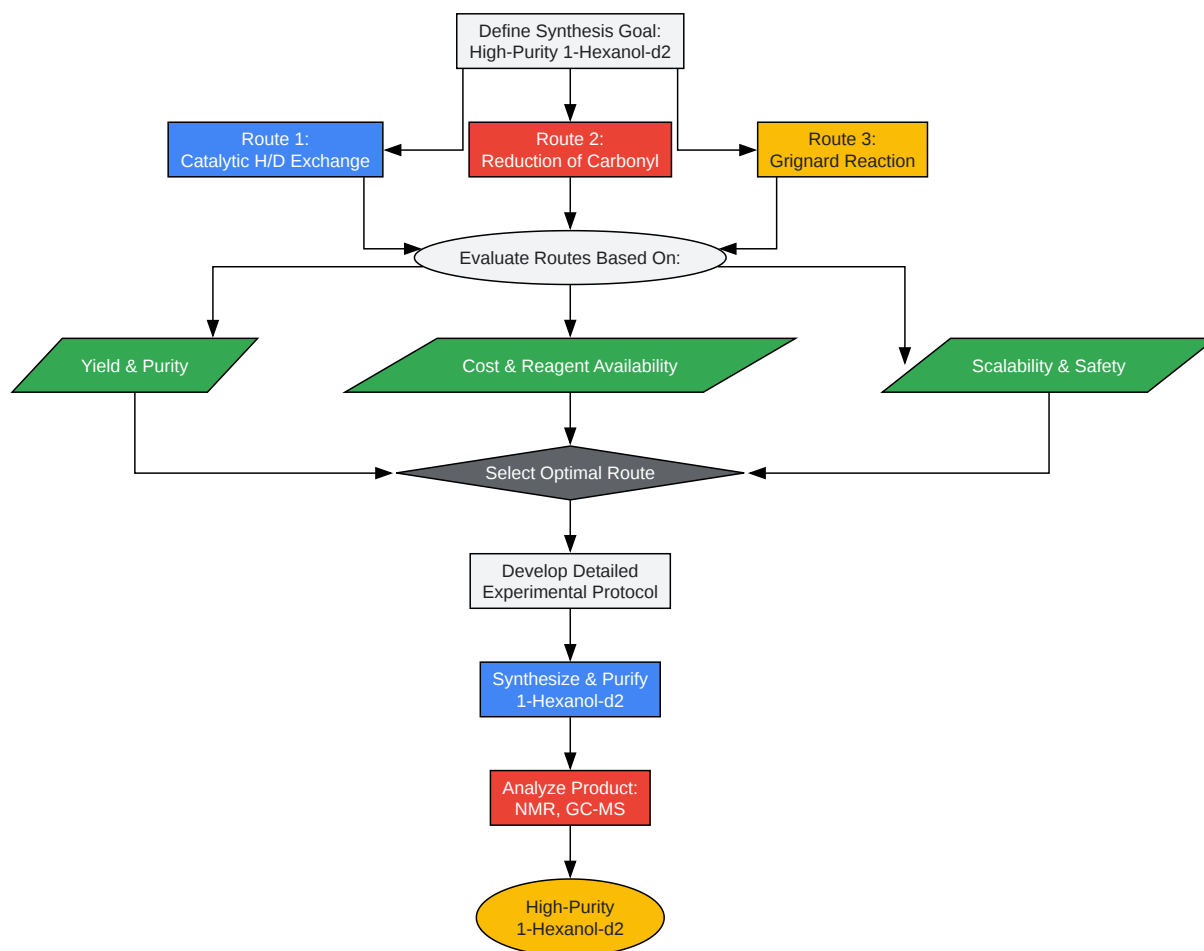 Define Synthesis Goal:
High-Purity 1-Hexanol-d2
Route 1:
Catalytic H/D Exchange
Route 2:
Reduction of Carbonyl
Route 3:
Grignard Reaction
Evaluate Routes Based On:
Yield & Purity
Cost & Reagent Availability
Scalability & Safety
Select Optimal Route
Develop Detailed
Experimental Protocol
Synthesize & Purify
1-Hexanol-d2
Analyze Product:
NMR, GC-MS
High-Purity
1-Hexanol-d2